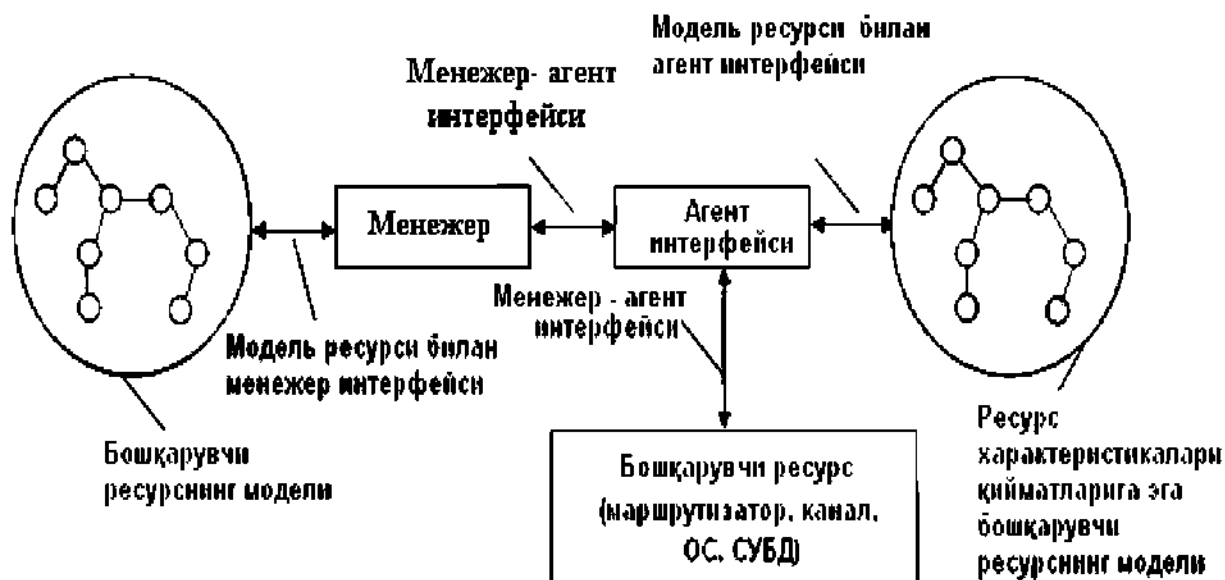 Модель ресурси билан
агент интерфейси
Менежер- агент
интерфейси
Менежер
Агент
интерфейси
Менежер - агент
интерфейси
Модель ресурси билан
менежер интерфейси
Бошқарувчи
ресурснинг модели
Бошқарувчи ресурс
(маршрутизатор, канал,
ОС, СУБД)
Ресурс
характеристикалари
қийматларига эга
бошқарувчи
ресурснинг модели